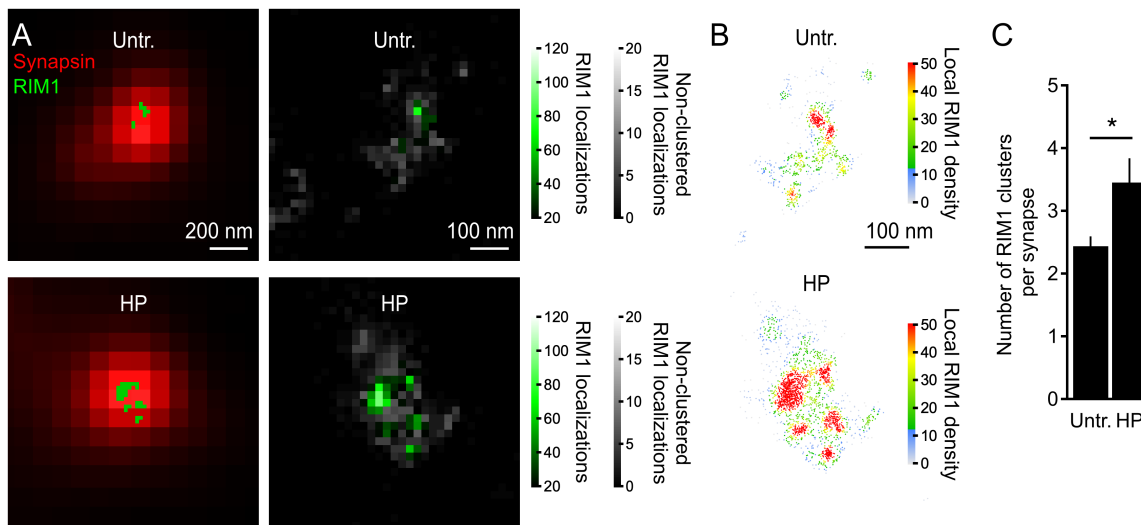 A
Untr.
Synapsin
RIM1
200 nm
Untr.
100 nm
120
100
80
60
40
20
RIM1 localizations
20
15
10
5
0
Non-clustered
RIM1 localizations
B
Untr.
50
40
30
20
10
0
Local RIM1 density
100 nm
C
5
4
3
2
1
0
Number of RIM1 clusters
per synapse
*
Untr. HP
HP
HP
120
100
80
60
40
20
RIM1 localizations
20
15
10
5
0
Non-clustered
RIM1 localizations
HP
50
40
30
20
10
0
Local RIM1 density